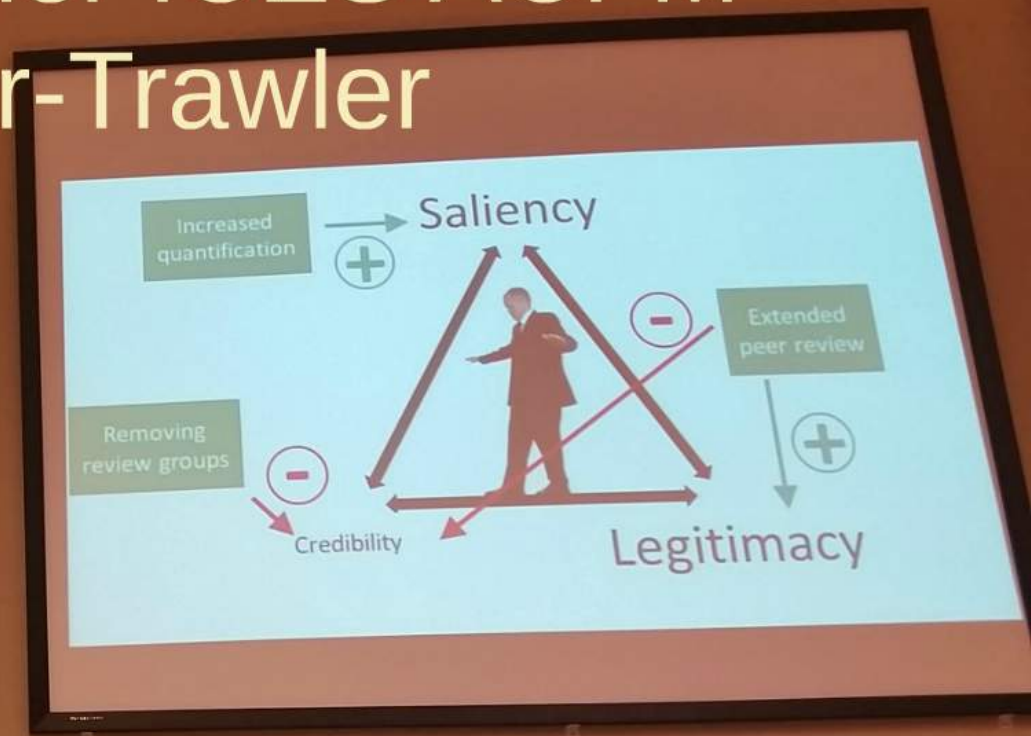 r-Trawler
Increased
quantification
Saliency
Extended
peer review
Removing
review groups
Credibility
Legitimacy